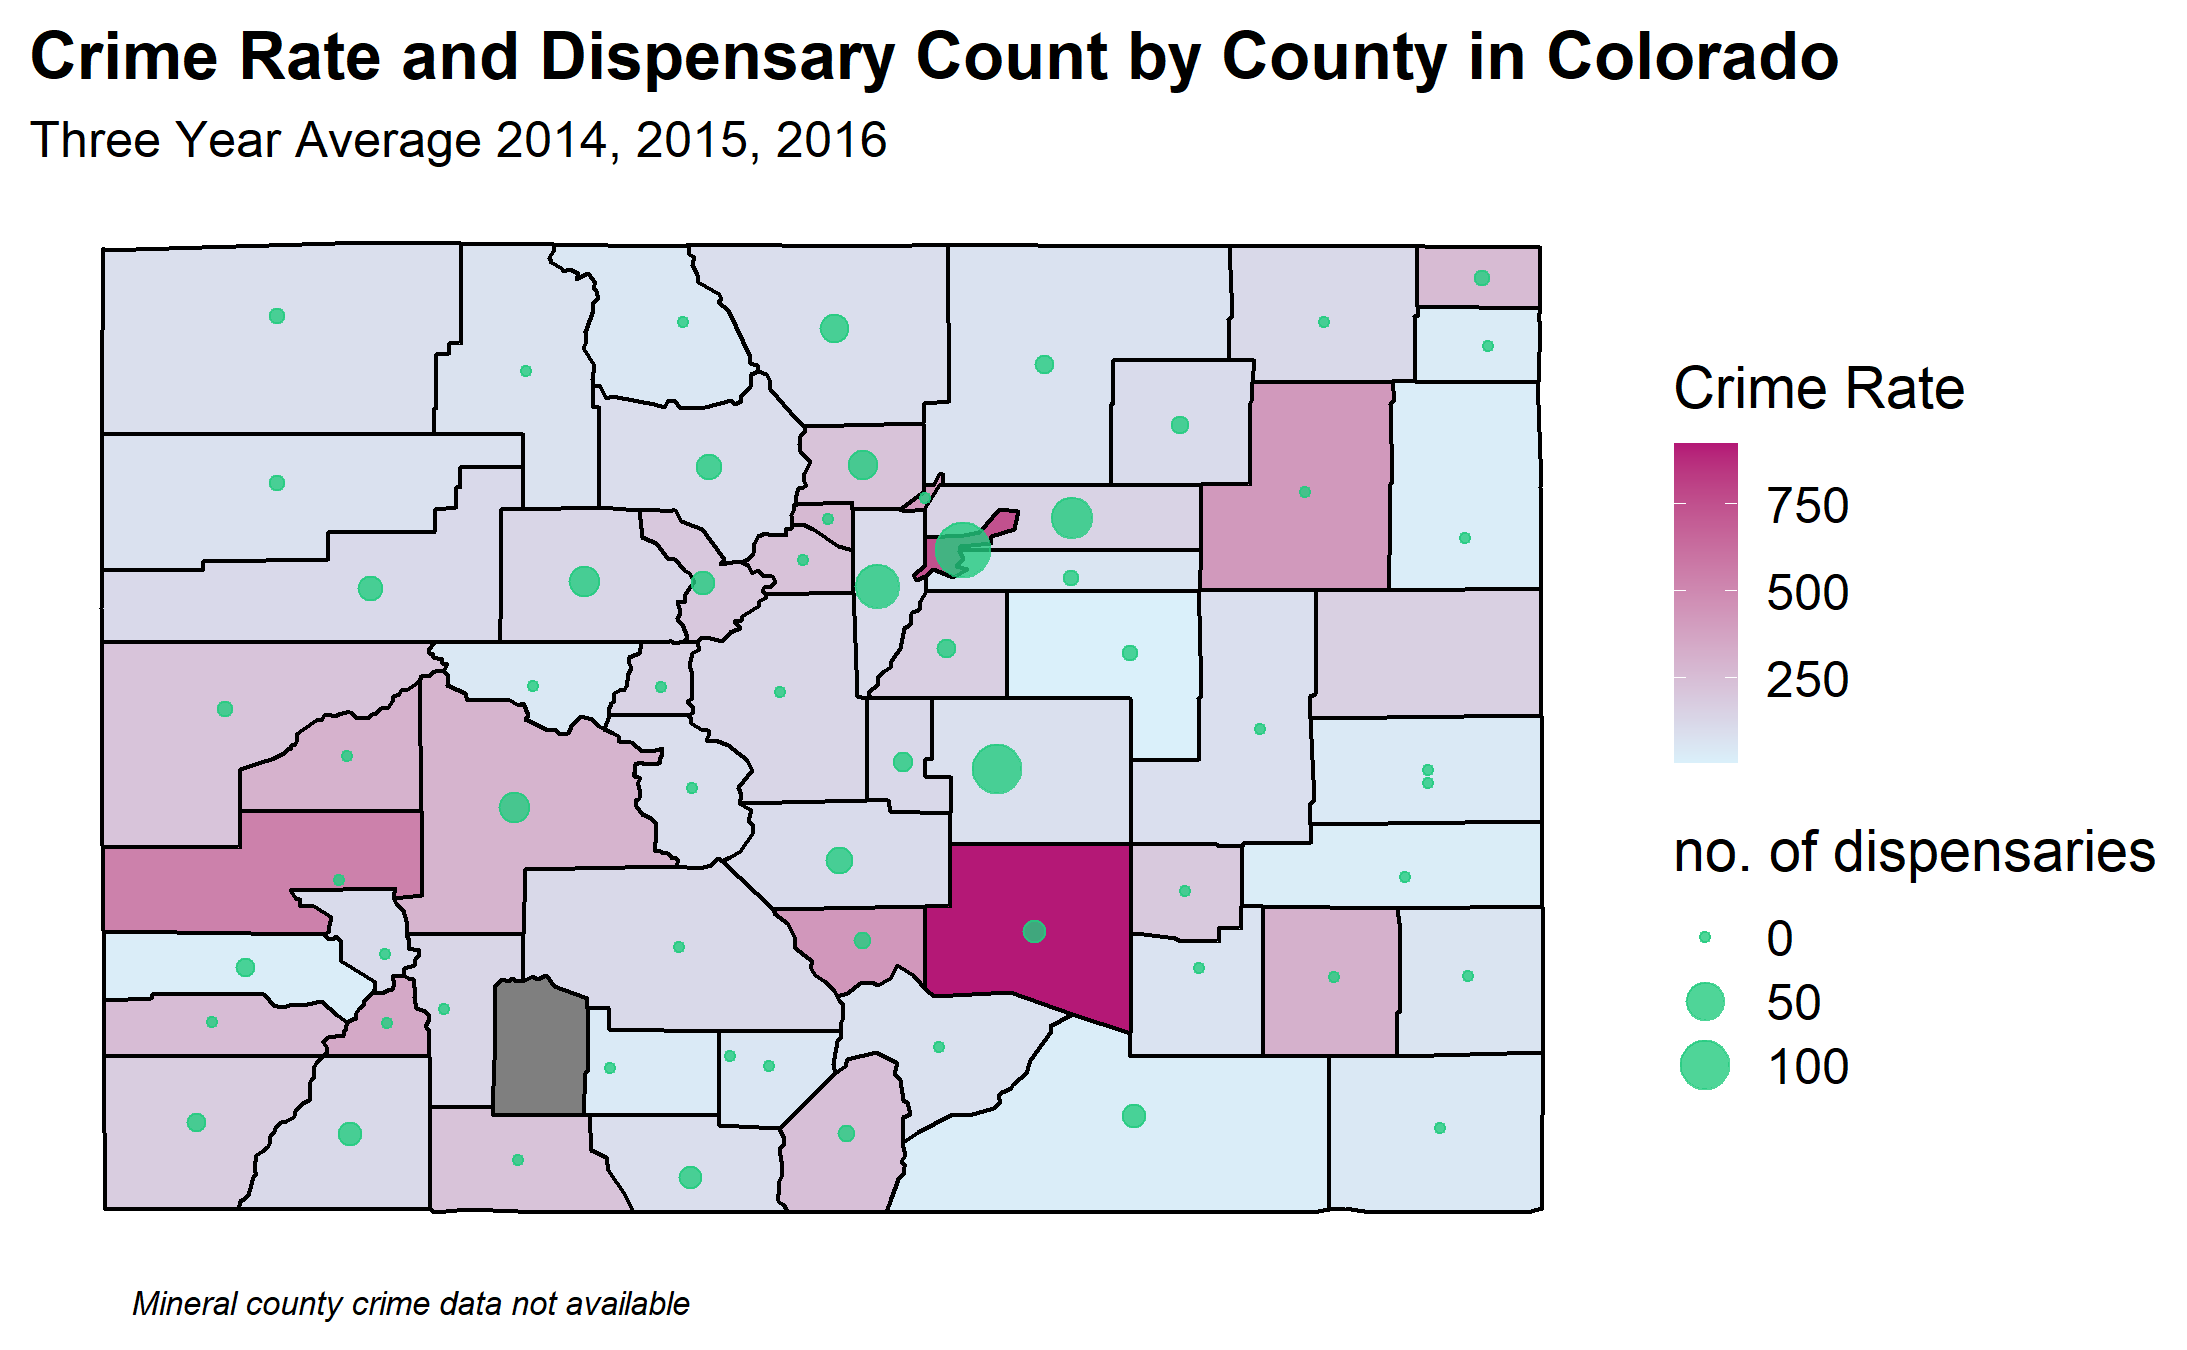 Crime Rate and Dispensary Count by County in Colorado
Three Year Average 2014, 2015, 2016
Crime Rate
750
500
250
no. of dispensaries
0
50
100
Mineral county crime data not available